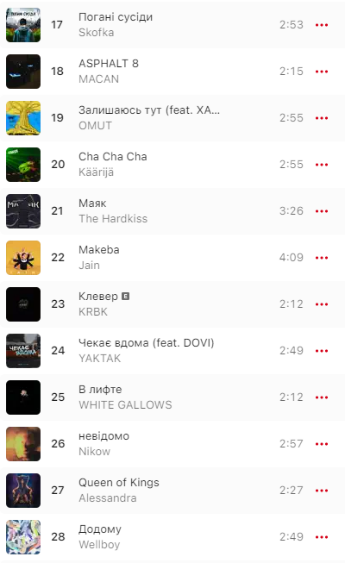 17
Погані сусіди
2:53
Skofka
18
ASPHALT 8
2:15
MACAN
19
Залишаюсь тут (feat. ХА...
2:55
OMUT
20
Cha Cha Cha
2:55
Käärijä
21
Маяк
3:26
The Hardkiss
22
Makeba
4:09
Jain
23
Клевер E
2:12
KRBK
24
Чекає вдома (feat. DOVI)
2:49
YAKTAK
25
В лифте
2:12
WHITE GALLOWS
26
невідомо
2:57
Nikow
27
Queen of Kings
2:27
Alessandra
28
Додому
2:49
Wellboy